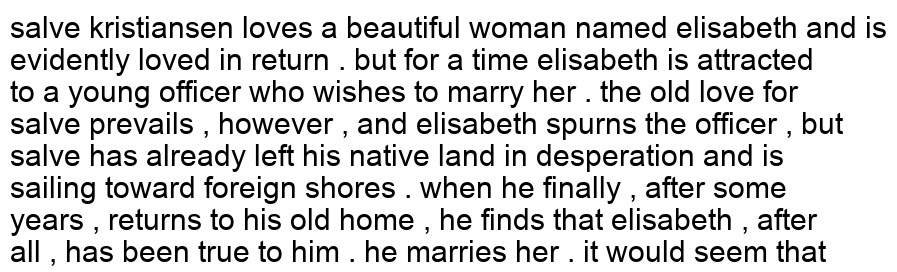 salve kristiansen loves a beautiful woman named elisabeth and is
evidently loved in return . but for a time elisabeth is attracted
to a young officer who wishes to marry her . the old love for
salve prevails , however , and elisabeth spurns the officer , but
salve has already left his native land in desperation and is
sailing toward foreign shores . when he finally , after some
years , returns to his old home , he finds that elisabeth , after
all , has been true to him . he marries her . it would seem that